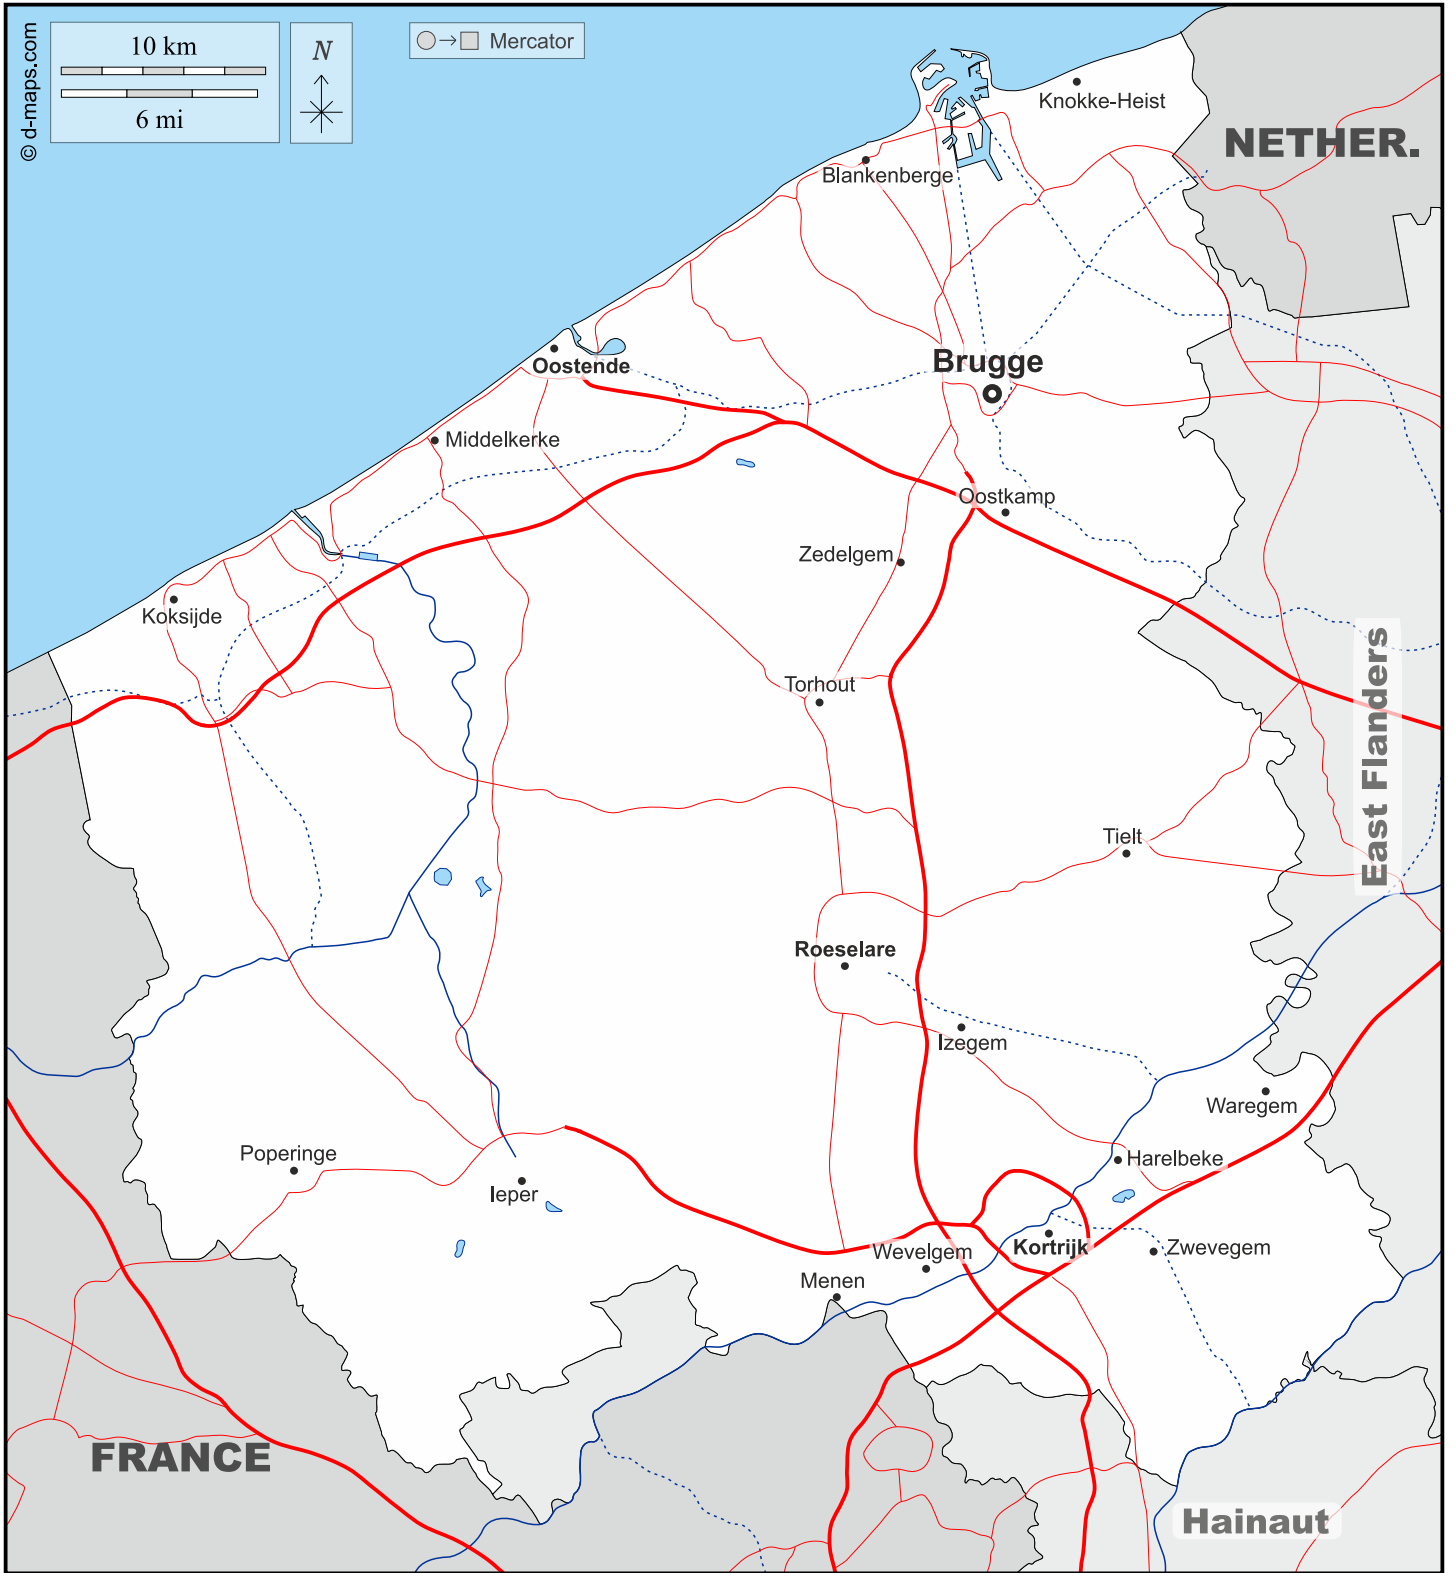 © d-maps.com
10 km
6 mi
N
Mercator
Knokke-Heist
NETHER.
Blankenberge
Oostende
Brugge
Middelkerke
Oostkamp
Zedelgem
Koksijde
Torhout
East Flanders
Tielt
Roeselare
Izegem
Waregem
Poperinge
Harelbeke
Ieper
Kortrijk
Wevelgem
Zwevegem
Menen
FRANCE
Hainaut